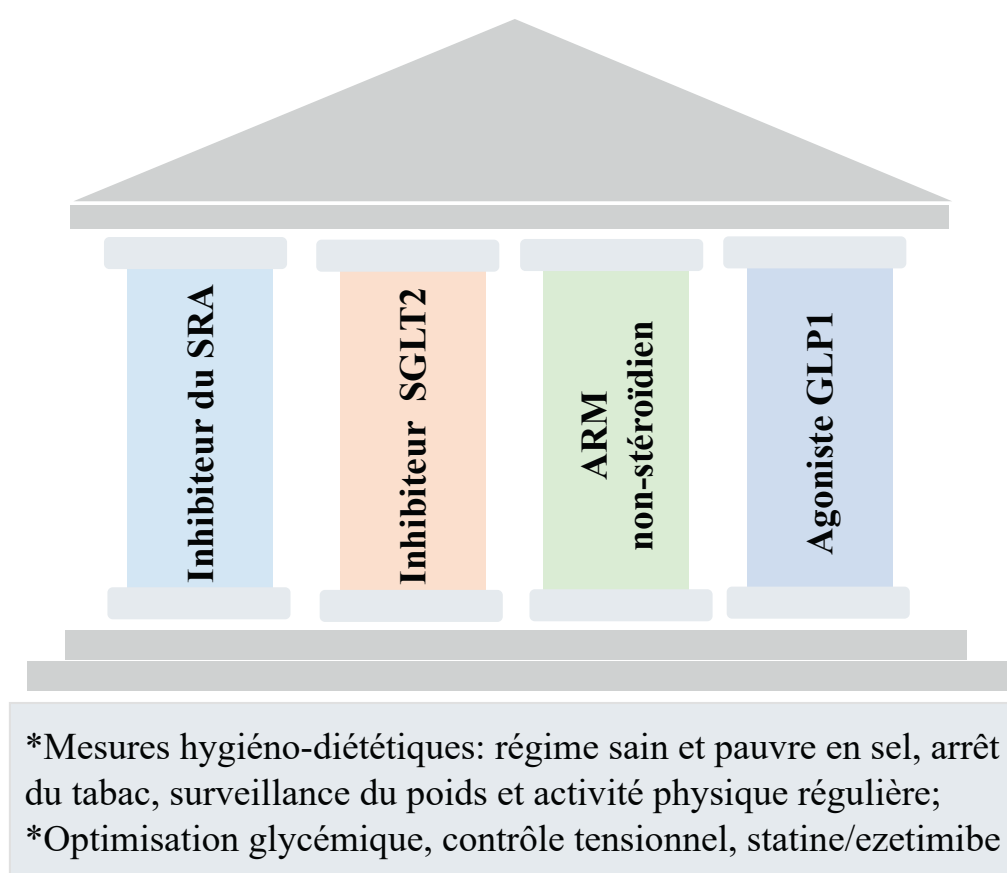 Inhibiteur du SRA
Inhibiteur SGLT2
ARM
non-stéroïdien
Agoniste GLP1
*Mesures hygiéno-diététiques: régime sain et pauvre en sel, arrêt
du tabac, surveillance du poids et activité physique régulière;
*Optimisation glycémique, contrôle tensionnel, statine/ezetimibe